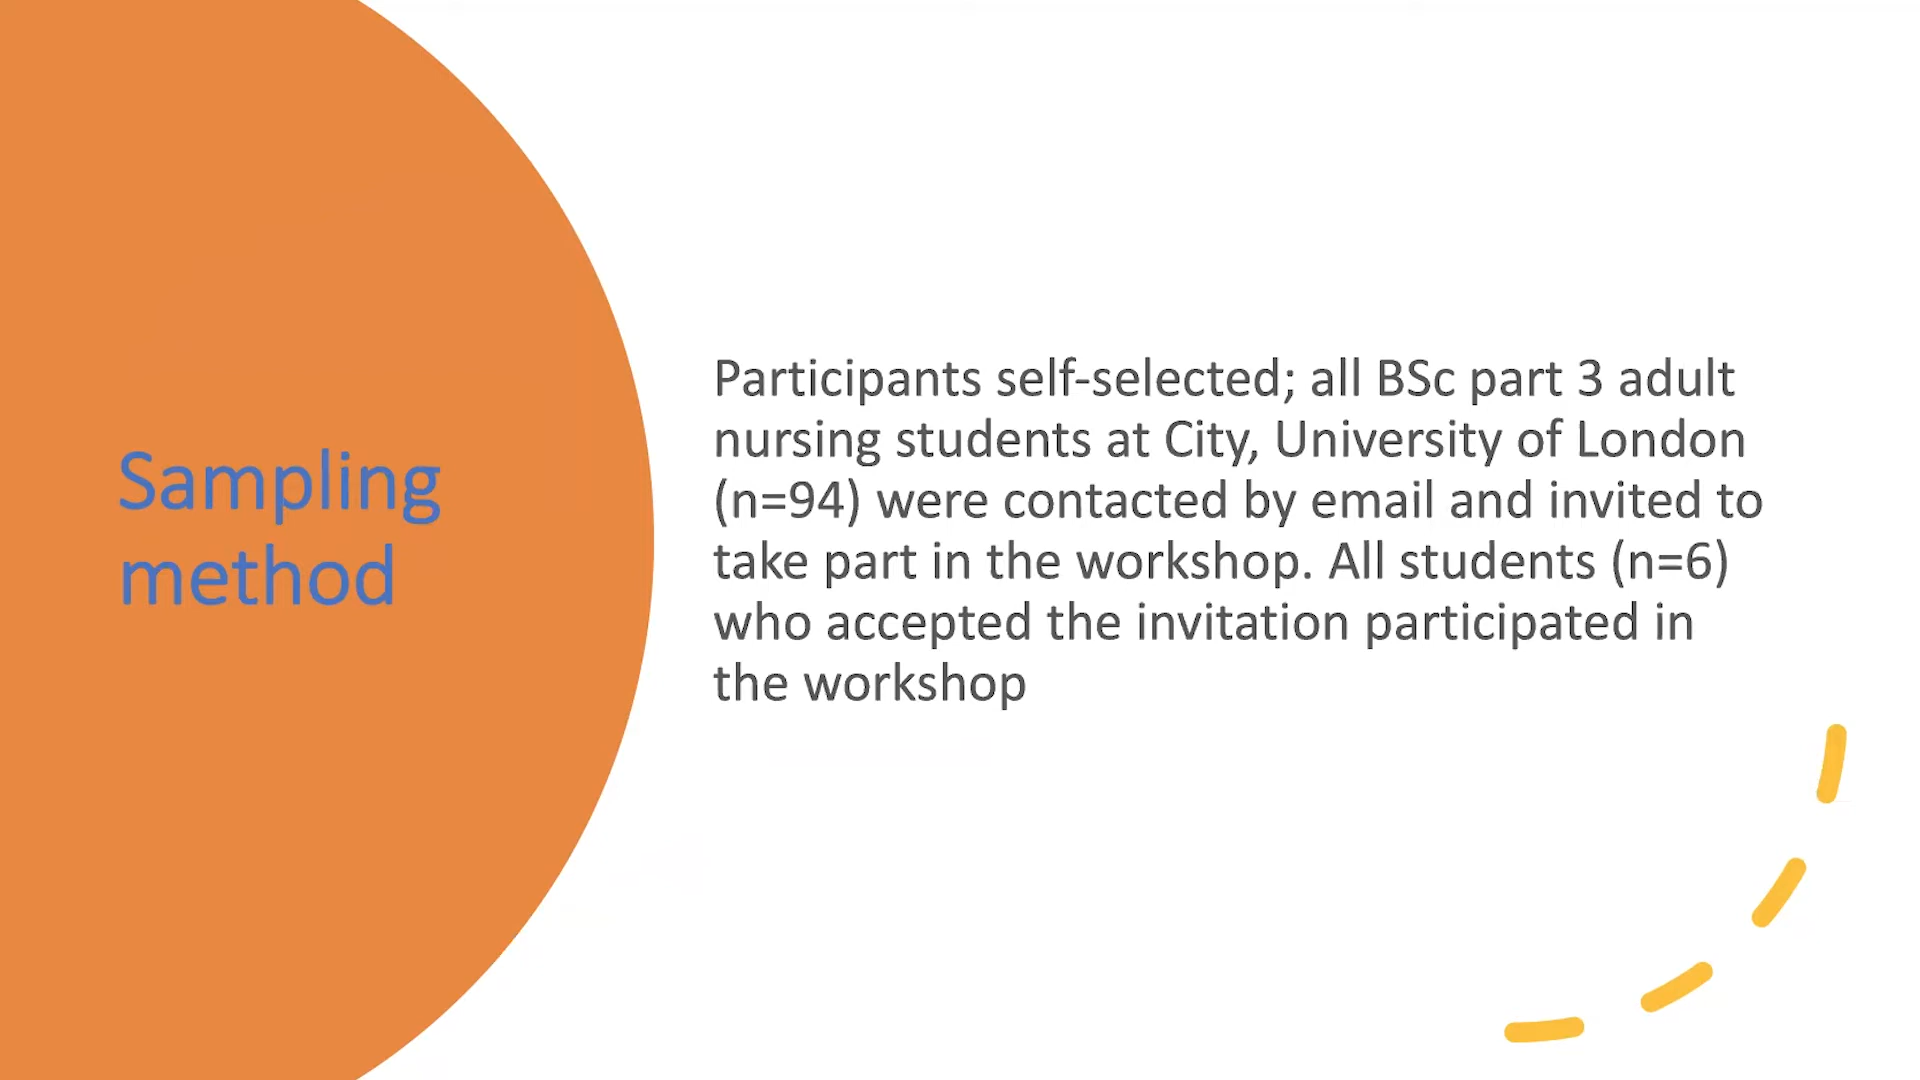 Sampling
method
Participants self-selected; all BSc part 3 adult
nursing students at City, University of London
(n=94) were contacted by email and invited to
take part in the workshop. All students (n=6)
who accepted the invitation participated in
the workshop